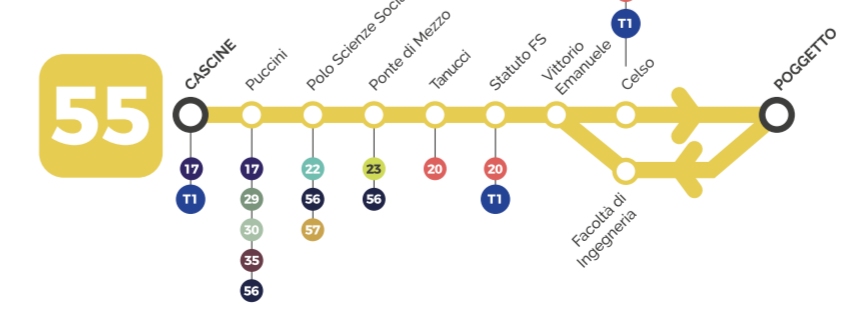 55
CASCINE
Puccini
Polo Scienze
Ponte di Mezzo
Tanucci
Statuto FS
Vittorio
Emanuele
Celso
POGGETTO
T1
17
T1
17
29
30
35
56
22
56
57
23
56
20
20
T1
Facoltà di
Ingegneria